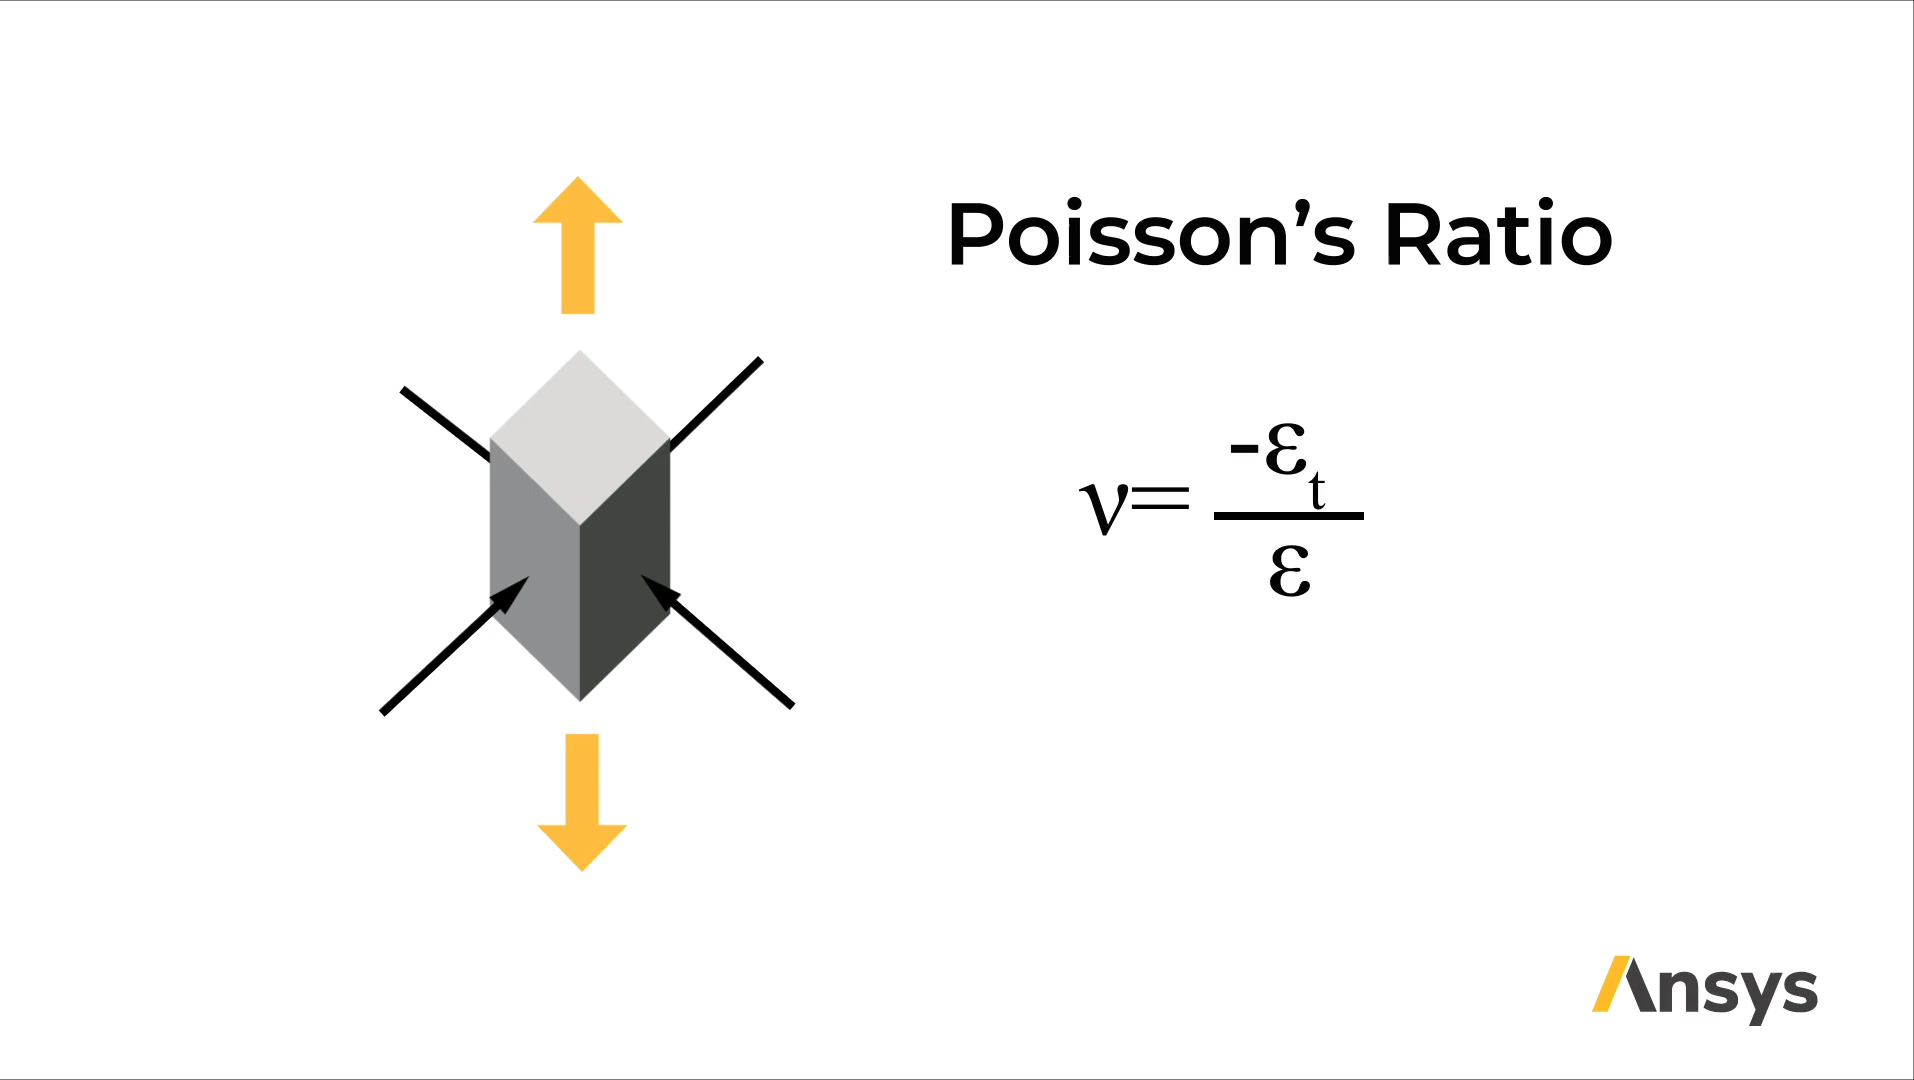 Poisson’s Ratio
ν= -εt
ε
Ansys